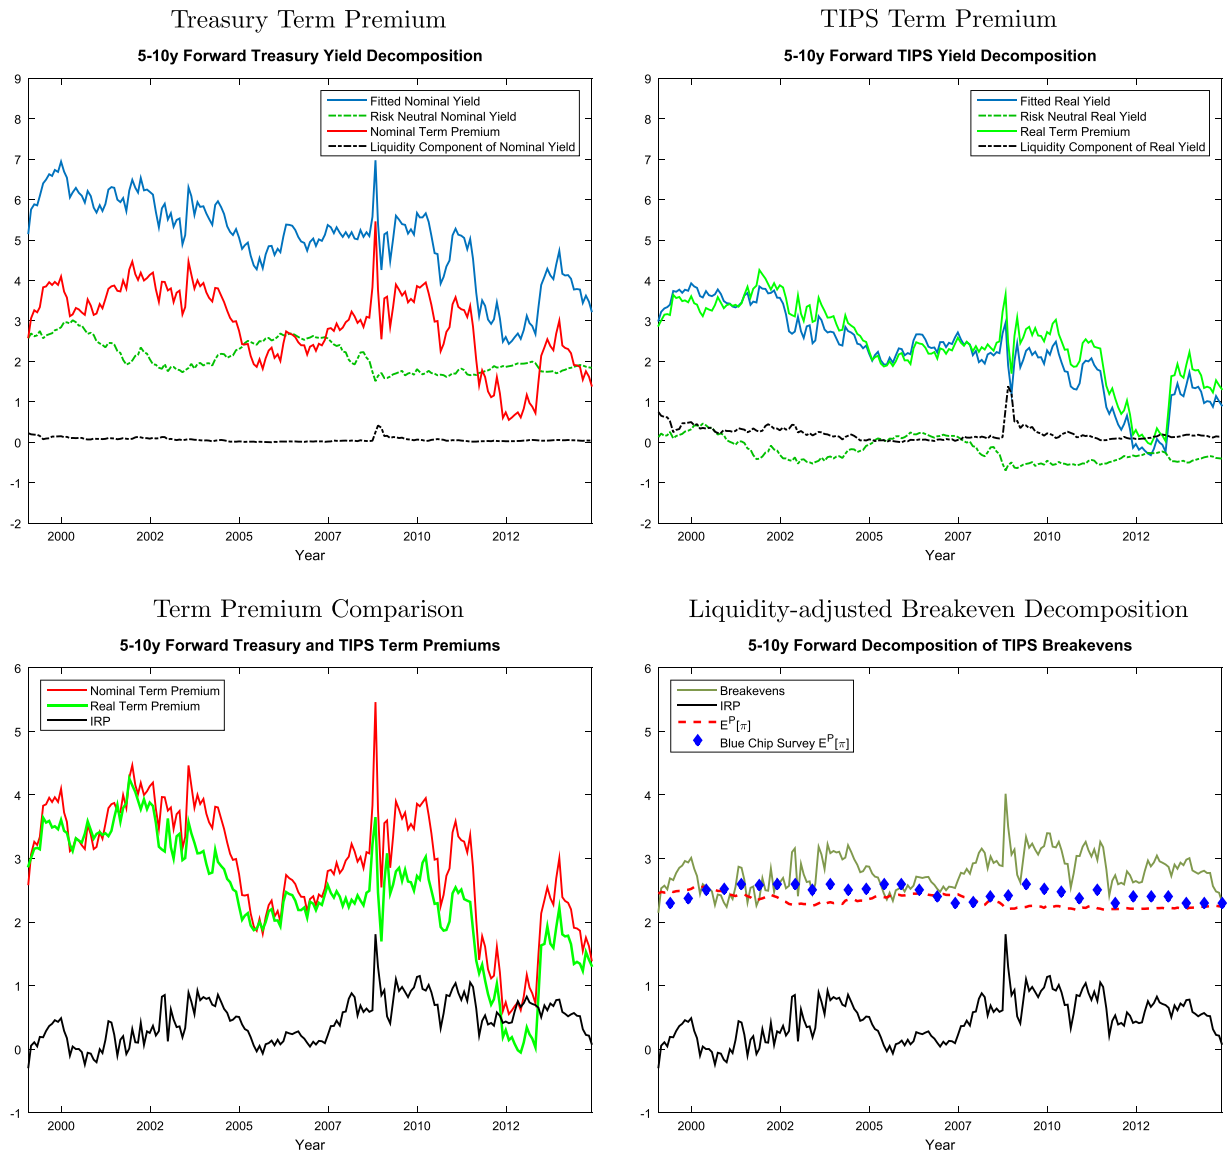 Treasury Term Premium
5-10y Forward Treasury Yield Decomposition
9
8
7
6
5
4
3
2
1
0
-1
-2
Fitted Nominal Yield
Risk Neutral Nominal Yield
Nominal Term Premium
Liquidity Component of Nominal Yield
2000
2002
2005
2007
2010
2012
Year
TIPS Term Premium
5-10y Forward TIPS Yield Decomposition
9
8
7
6
5
4
3
2
1
0
-1
-2
Fitted Real Yield
Risk Neutral Real Yield
Real Term Premium
Liquidity Component of Real Yield
2000
2002
2005
2007
2010
2012
Year
Term Premium Comparison
5-10y Forward Treasury and TIPS Term Premiums
6
5
4
3
2
1
0
-1
Nominal Term Premium
Real Term Premium
IRP
2000
2002
2005
2007
2010
2012
Year
Liquidity-adjusted Breakeven Decomposition
5-10y Forward Decomposition of TIPS Breakevens
6
5
4
3
2
1
0
-1
Breakevens
IRP
E^P[π]
Blue Chip Survey E^P[π]
2000
2002
2005
2007
2010
2012
Year